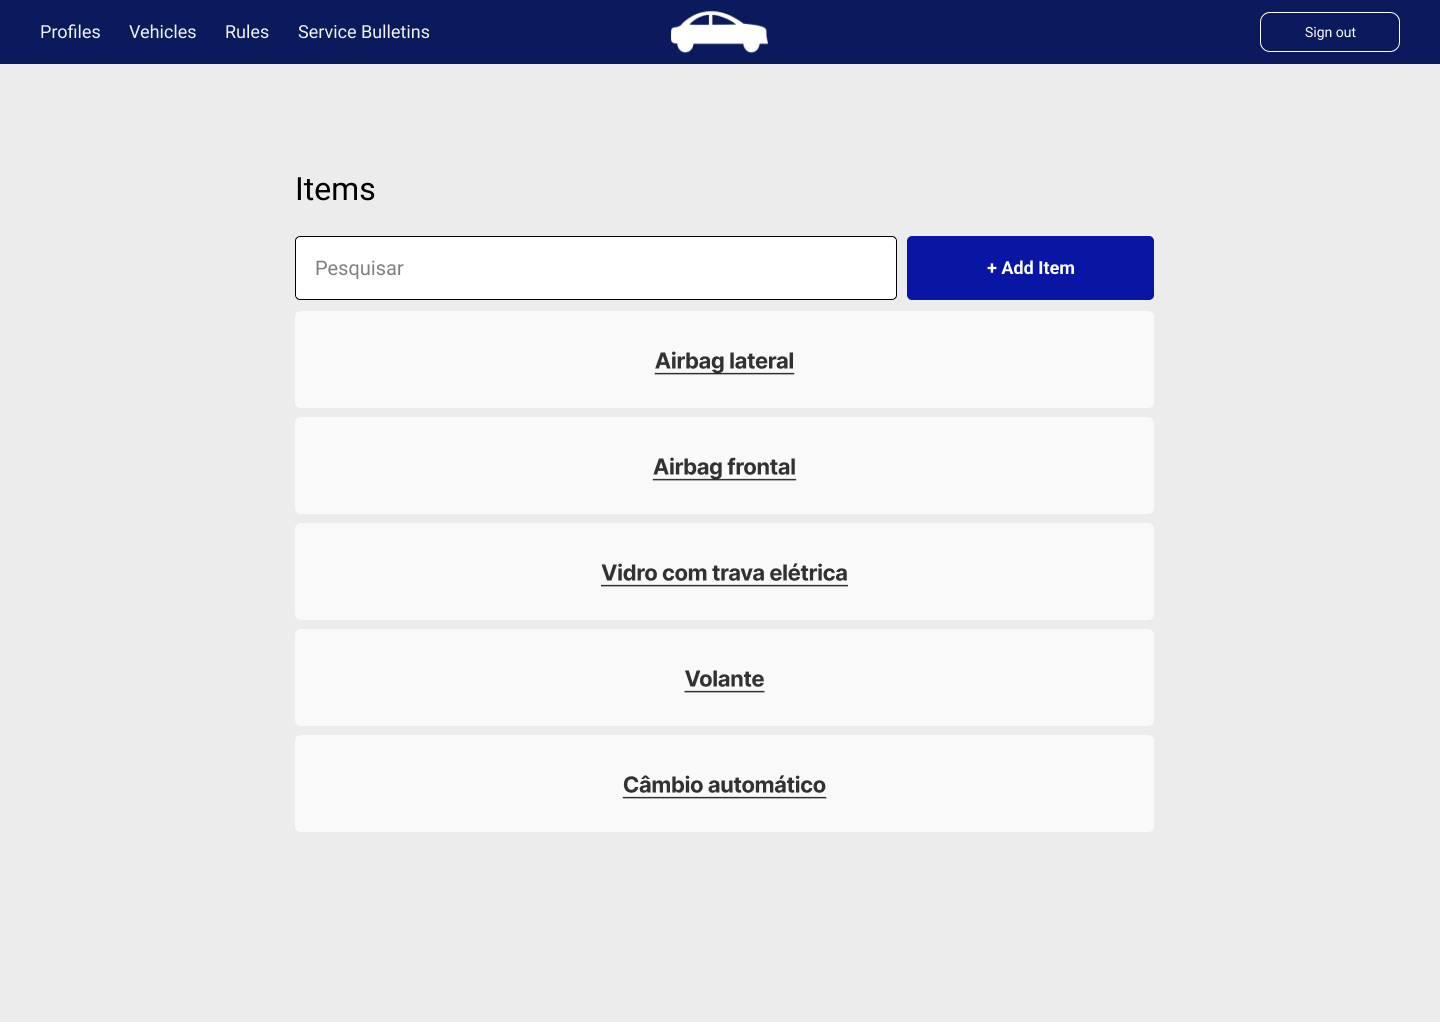 Profiles Vehicles Rules Service Bulletins Sign out
Items
Pesquisar + Add Item
Airbag lateral
Airbag frontal
Vidro com trava elétrica
Volante
Câmbio automático